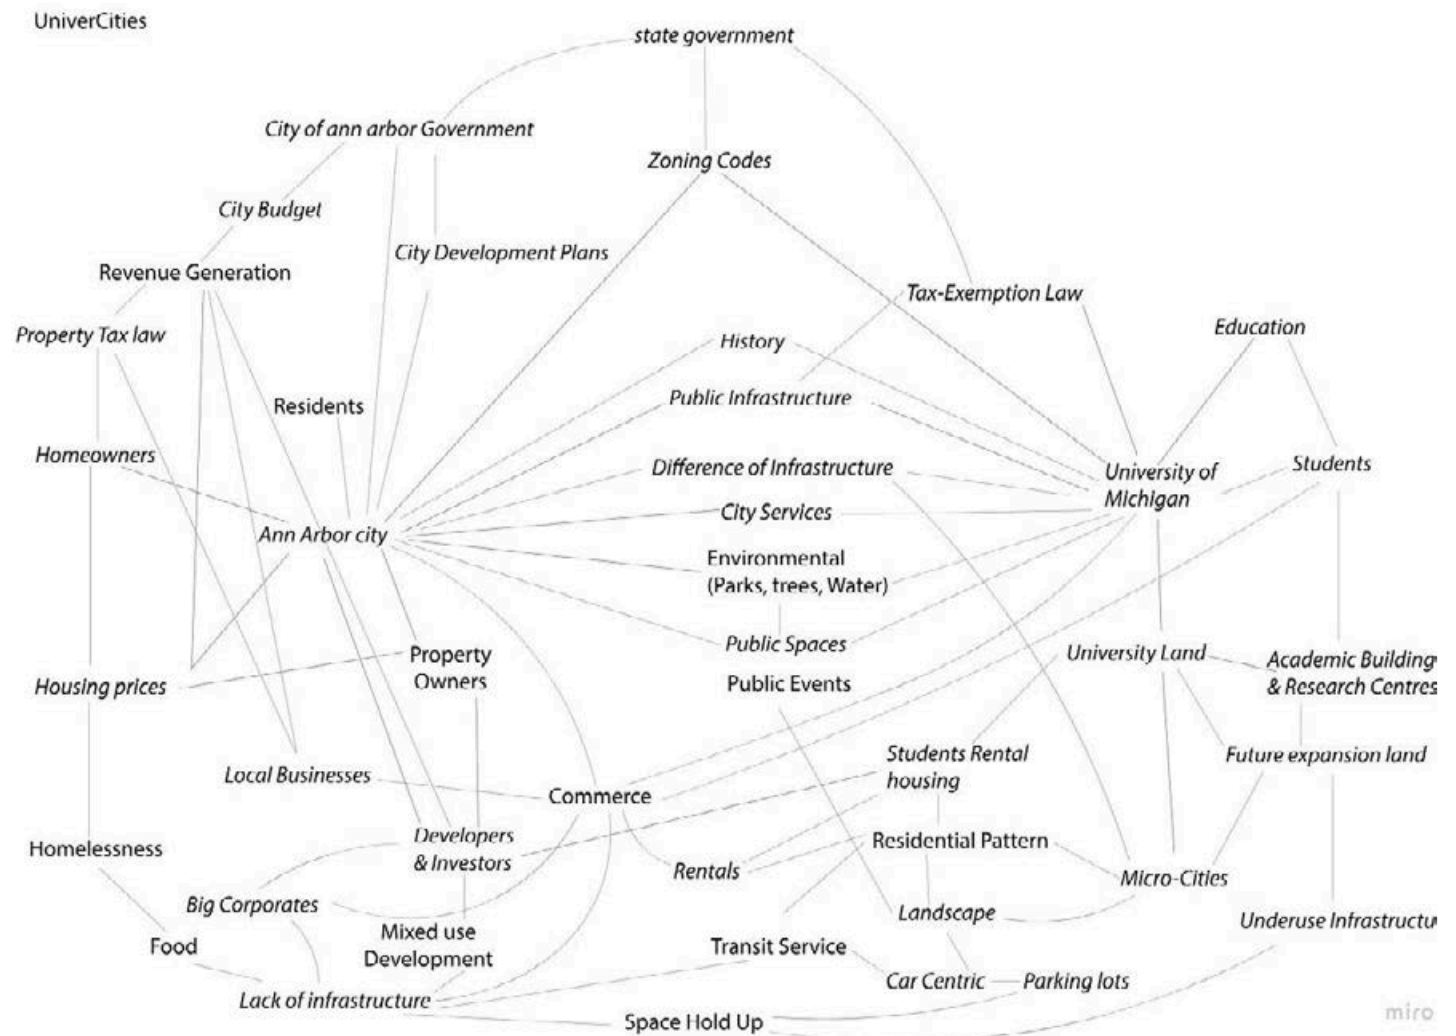 UniverCities
state government
City of ann arbor Government
Zoning Codes
City Budget
City Development Plans
Revenue Generation
Tax-Exemption Law
Property Tax law
History
Education
Residents
Public Infrastructure
Homeowners
Difference of Infrastructure
University of
Michigan
Students
City Services
Ann Arbor city
Environmental
(Parks, trees, Water)
Public Spaces
Property
Owners
University Land
Academic Building
& Research Centres
Housing prices
Public Events
Students Rental
housing
Future expansion land
Local Businesses
Commerce
Developers
& Investors
Homelessness
Residential Pattern
Rentals
Micro-Cities
Big Corporates
Landscape
Underuse Infrastructu
Mixed use
Development
Food
Transit Service
Car Centric
Parking lots
Lack of infrastructure
Space Hold Up
miro